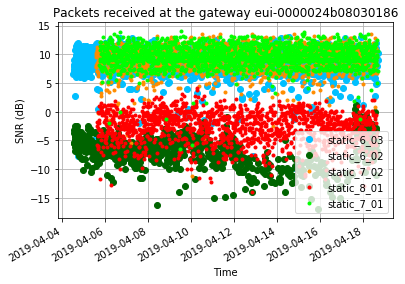 Packets received at the gateway eui-0000024b08030186
15
10
5
0
−5
−10
−15
SNR (dB)
static_6_03
static_6_02
static_7_02
static_8_01
static_7_01
2019-04-04
2019-04-06
2019-04-08
2019-04-10
2019-04-12
2019-04-14
2019-04-16
2019-04-18
Time